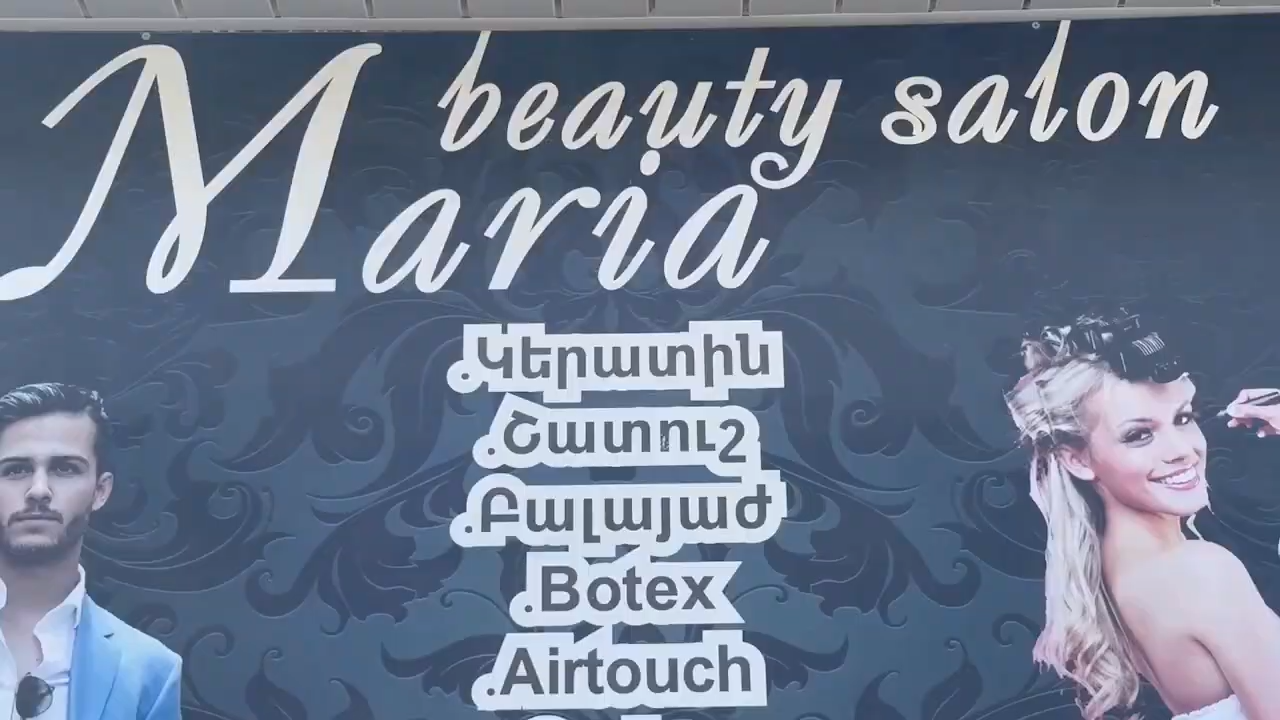 beauty salon
Maria
.Կերատին
.Շատուշ
.Բալայաժ
.Botex
.Airtouch